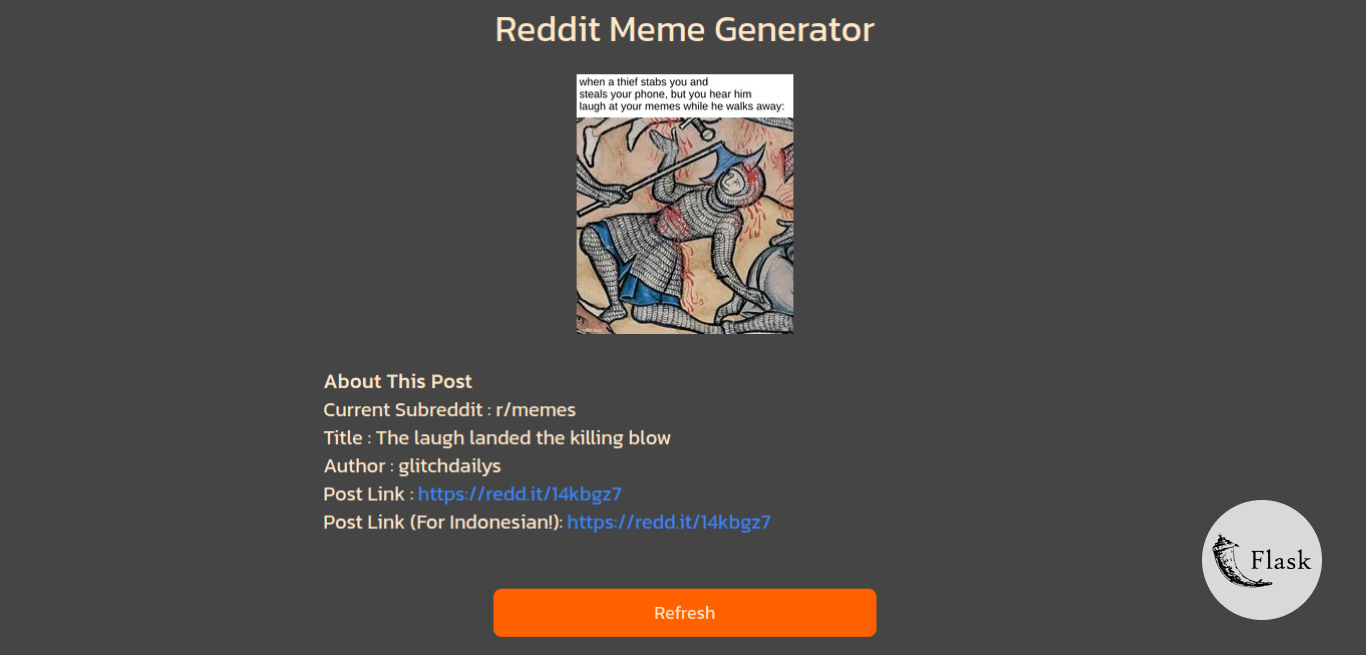 Reddit Meme Generator
when a thief stabs you and
steals your phone, but you hear him
laugh at your memes while he walks away:
About This Post
Current Subreddit : r/memes
Title : The laugh landed the killing blow
Author : glitchdailys
Post Link : https://redd.it/14kbgz7
Post Link (For Indonesian!): https://redd.it/14kbgz7
Flask
Refresh